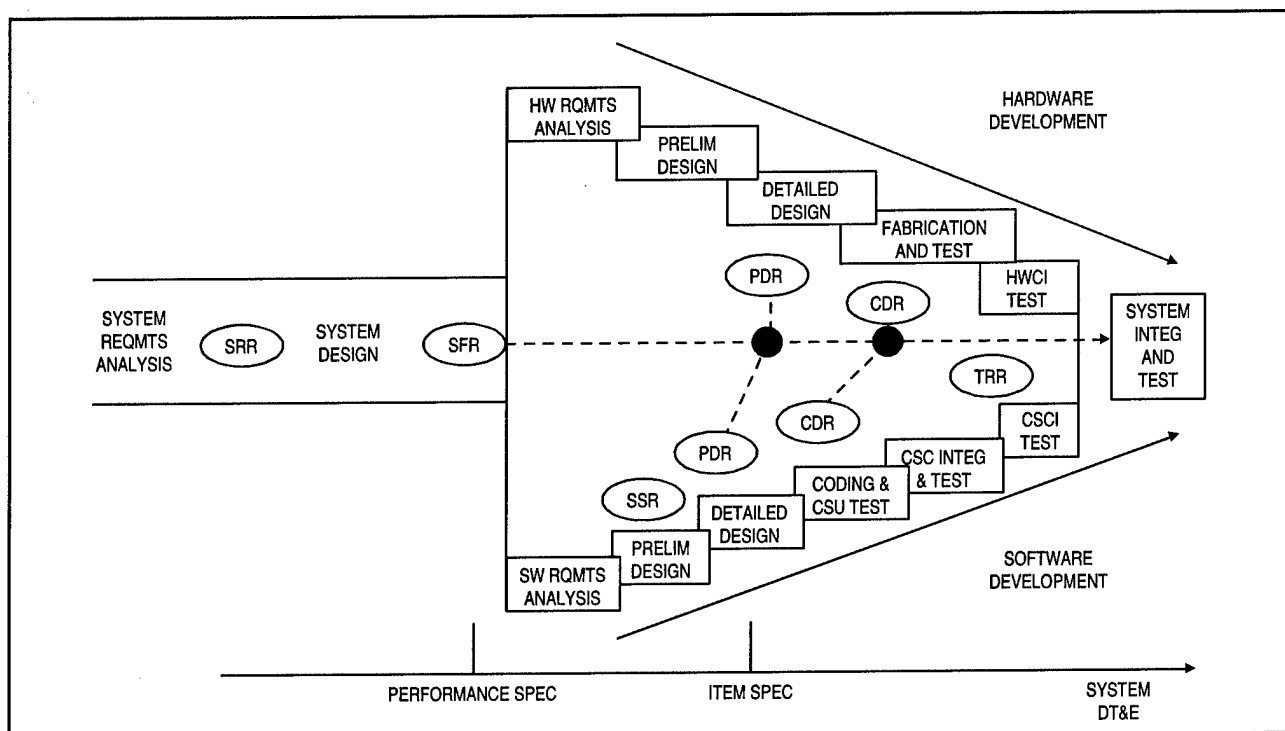 HARDWARE
DEVELOPMENT
HW RQMTS
ANALYSIS
PRELIM
DESIGN
DETAILED
DESIGN
FABRICATION
AND TEST
HWCI
TEST
PDR
CDR
SYSTEM
REQMTS
ANALYSIS
SRR
SYSTEM
DESIGN
SFR
SYSTEM
INTEG
AND
TEST
TRR
CDR
PDR
SSR
CSCI
TEST
CSC INTEG
& TEST
CODING &
CSU TEST
DETAILED
DESIGN
PRELIM
DESIGN
SW RQMTS
ANALYSIS
SOFTWARE
DEVELOPMENT
PERFORMANCE SPEC
ITEM SPEC
SYSTEM
DT&E